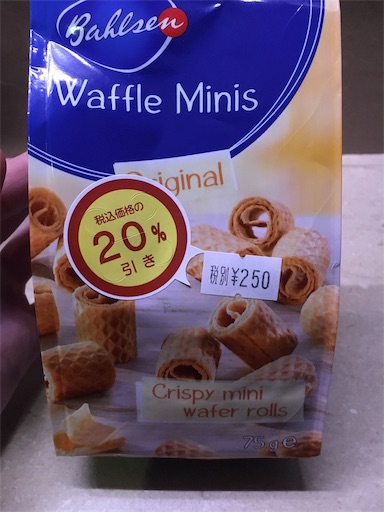 Bahlsen
Waffle Minis
Original
税込価格の
20%
引き
税別¥250
Crispy mini
wafer rolls
75g e